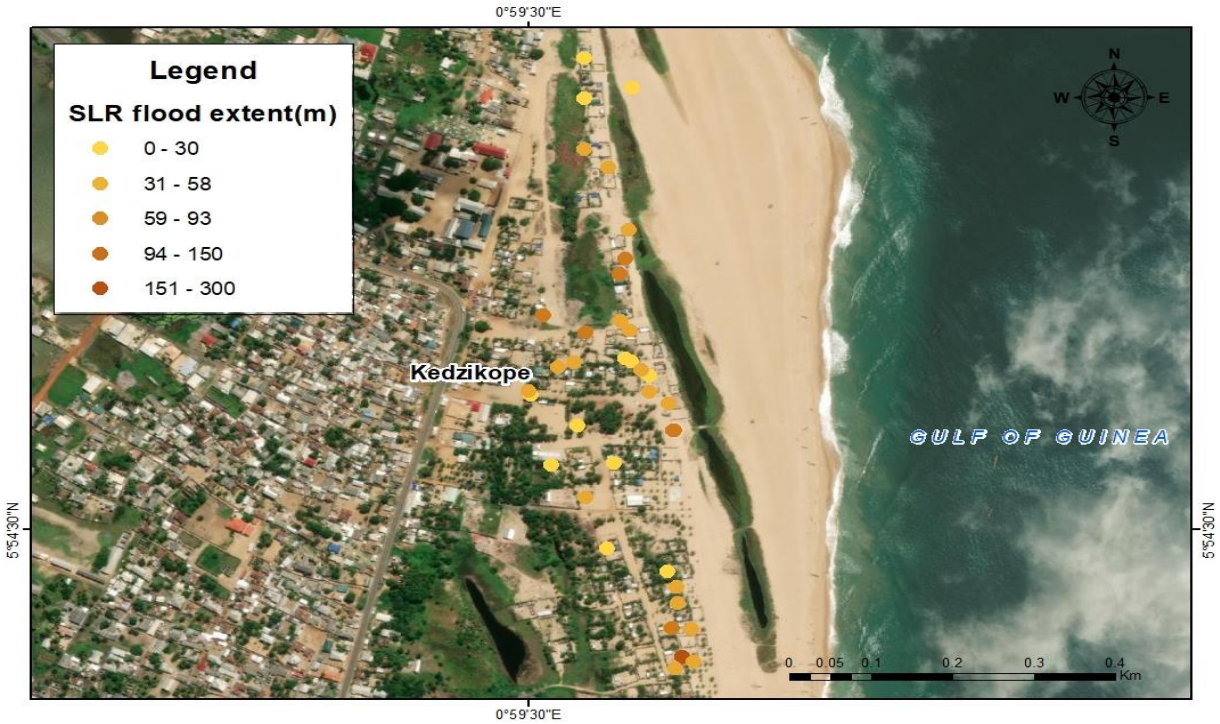 0°59'30"E
Legend
SLR flood extent(m)
0 - 30
31 - 58
59 - 93
94 - 150
151 - 300
N
W E
S
Kedzikope
GULF OF GUINEA
5°54'30"N
5°54'30"N
0 0.05 0.1 0.2 0.3 0.4
Km
0°59'30"E